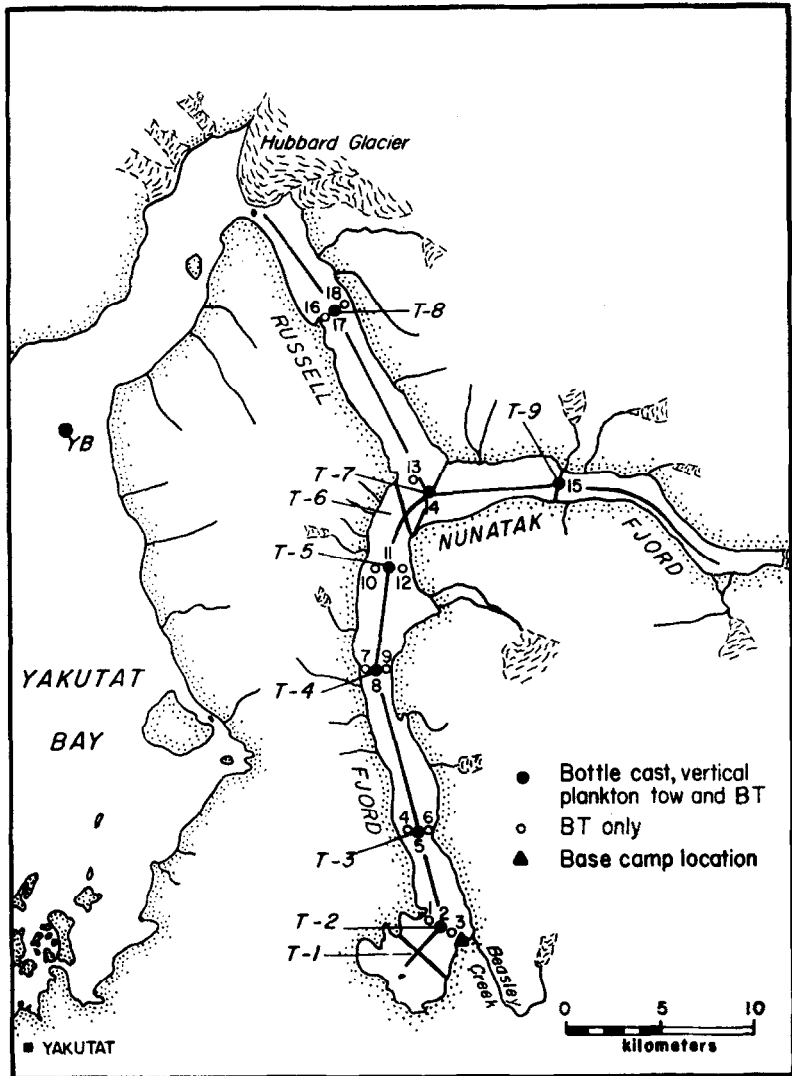 Hubbard Glacier
18
16
17
T-8
RUSSELL
YB
T-9
13
T-7
14
15
T-6
NUNATAK
FJORD
11
T-5
10
12
7
9
8
T-4
YAKUTAT
BAY
FJORD
Bottle cast, vertical
plankton tow and BT
BT only
Base camp location
4
6
5
T-3
1
2
3
T-2
T-1
Beasley
Creek
0 5 10
kilometers
YAKUTAT